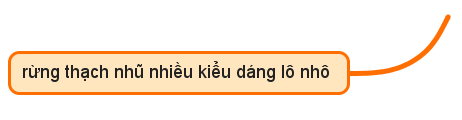 rừng thạch nhũ nhiều kiểu dáng lô nhô